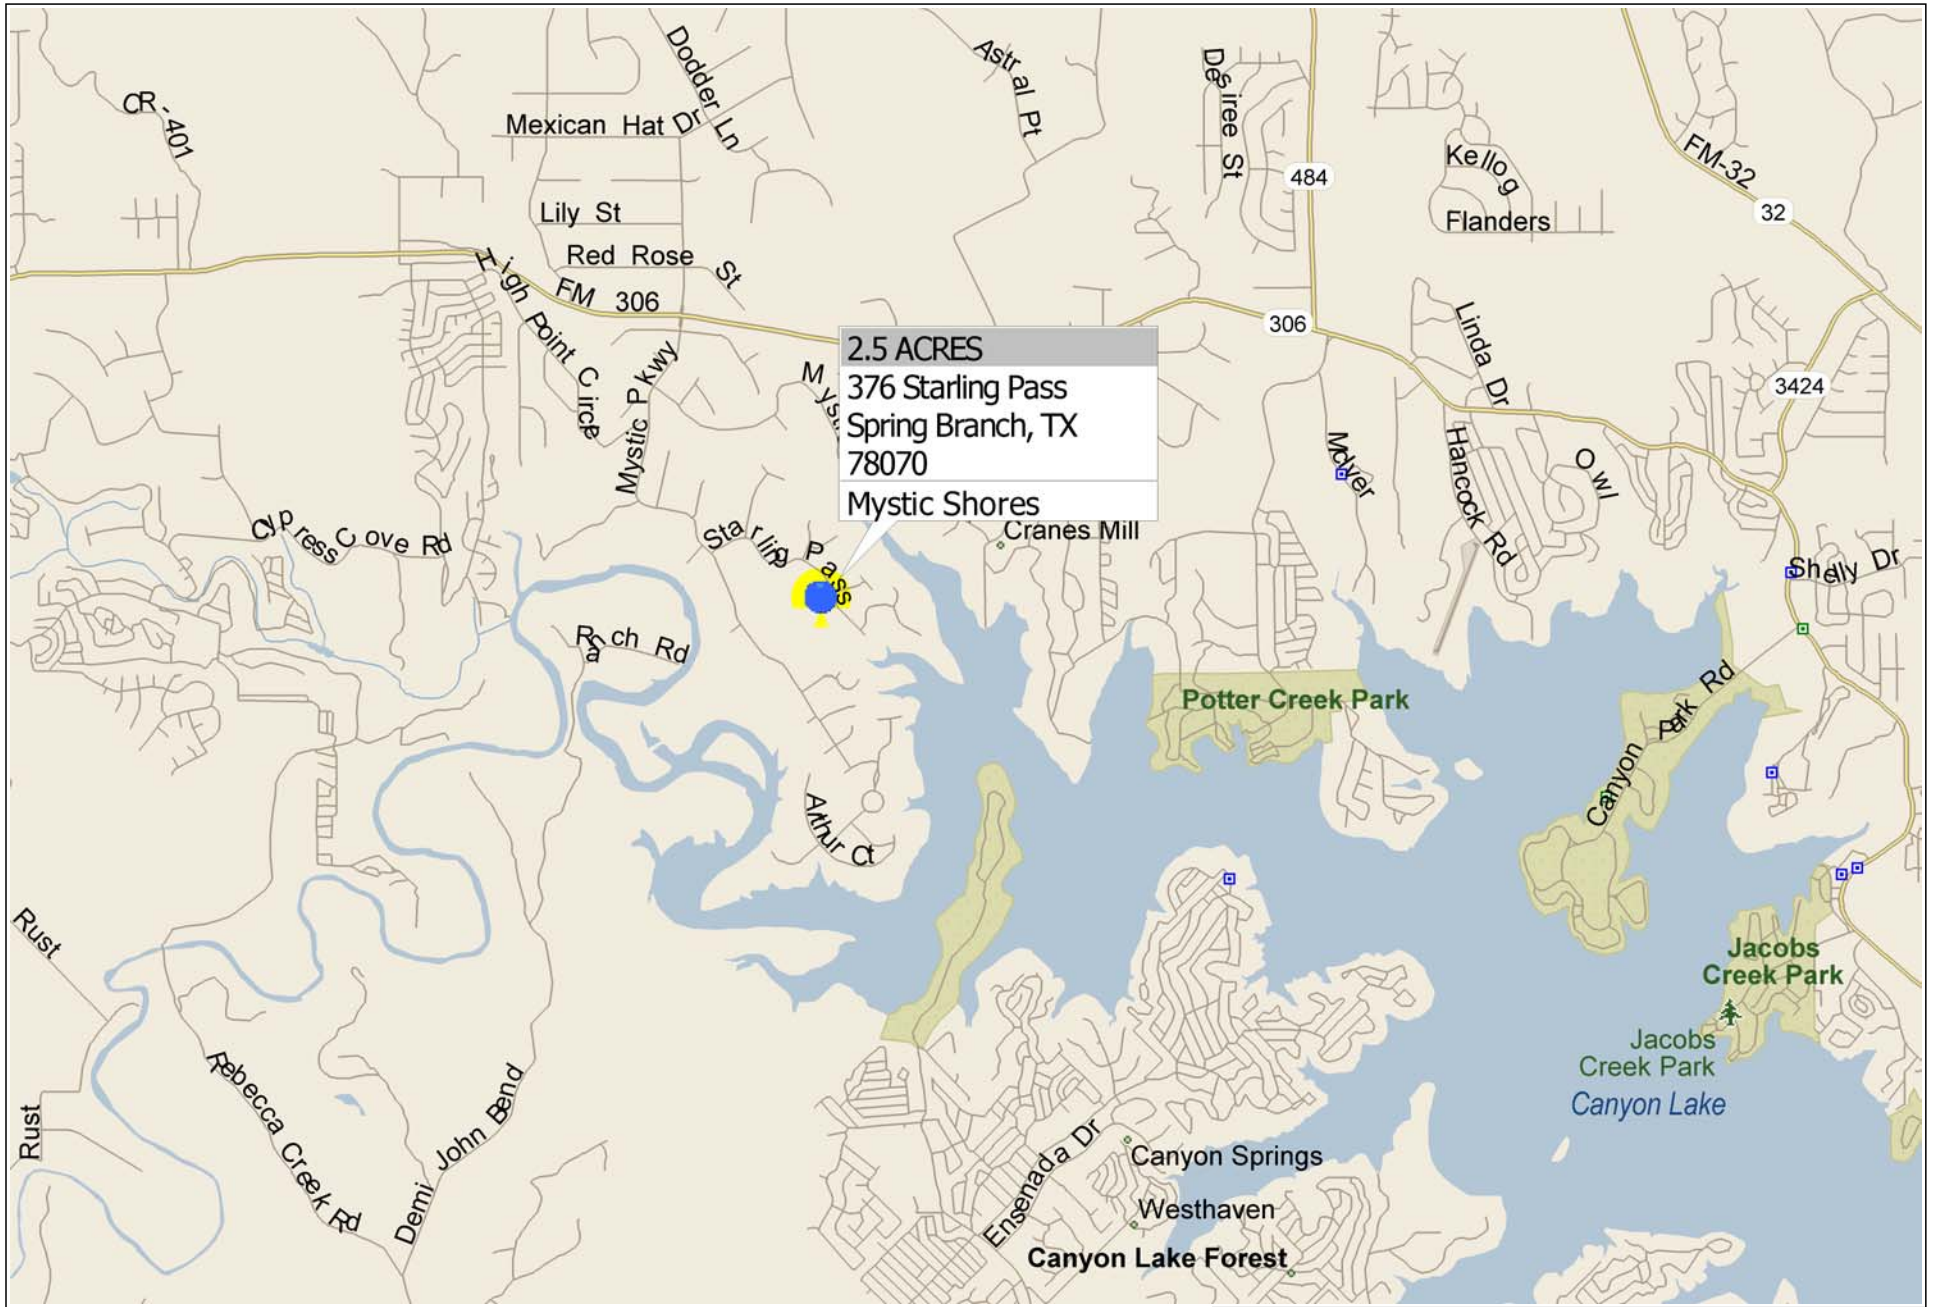 Dodder Ln
Astral Pt
Desiree St
CR-401
Mexican Hat Dr
Kellog
FM-32
484
32
Lily St
Flanders
Red Rose St
High Point Circle
FM 306
306
Linda Dr
2.5 ACRES
376 Starling Pass
Spring Branch, TX
78070
Mystic Shores
Mystic Pkwy
3424
McIver
Hancock Rd
Owl
Cypress Cove Rd
Starling Pass
Cranes Mill
Shelly Dr
Rasch Rd
Potter Creek Park
Canyon Park Rd
Arthur Ct
Rust
Jacobs
Creek Park
Jacobs
Creek Park
Canyon Lake
Rebecca Creek Rd
Demi John Bend
Rust
Ensenada Dr
Canyon Springs
Westhaven
Canyon Lake Forest